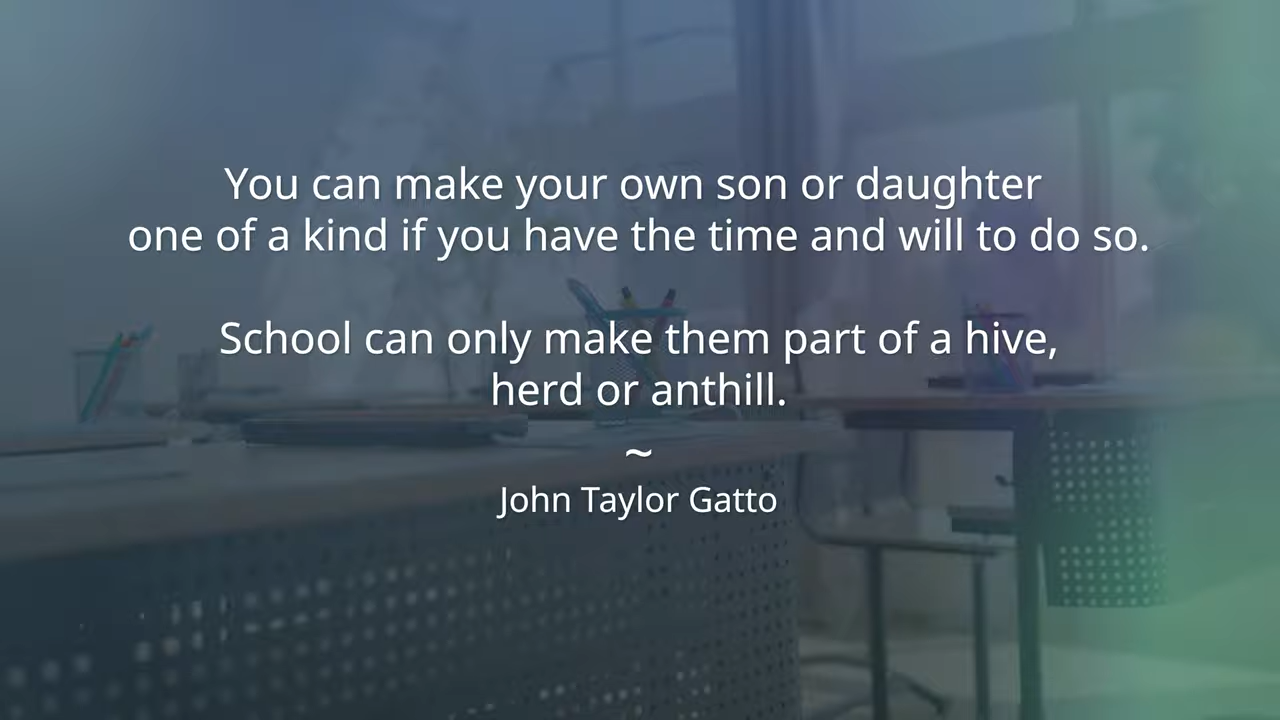 You can make your own son or daughter
one of a kind if you have the time and will to do so.
School can only make them part of a hive,
herd or anthill.
~
John Taylor Gatto